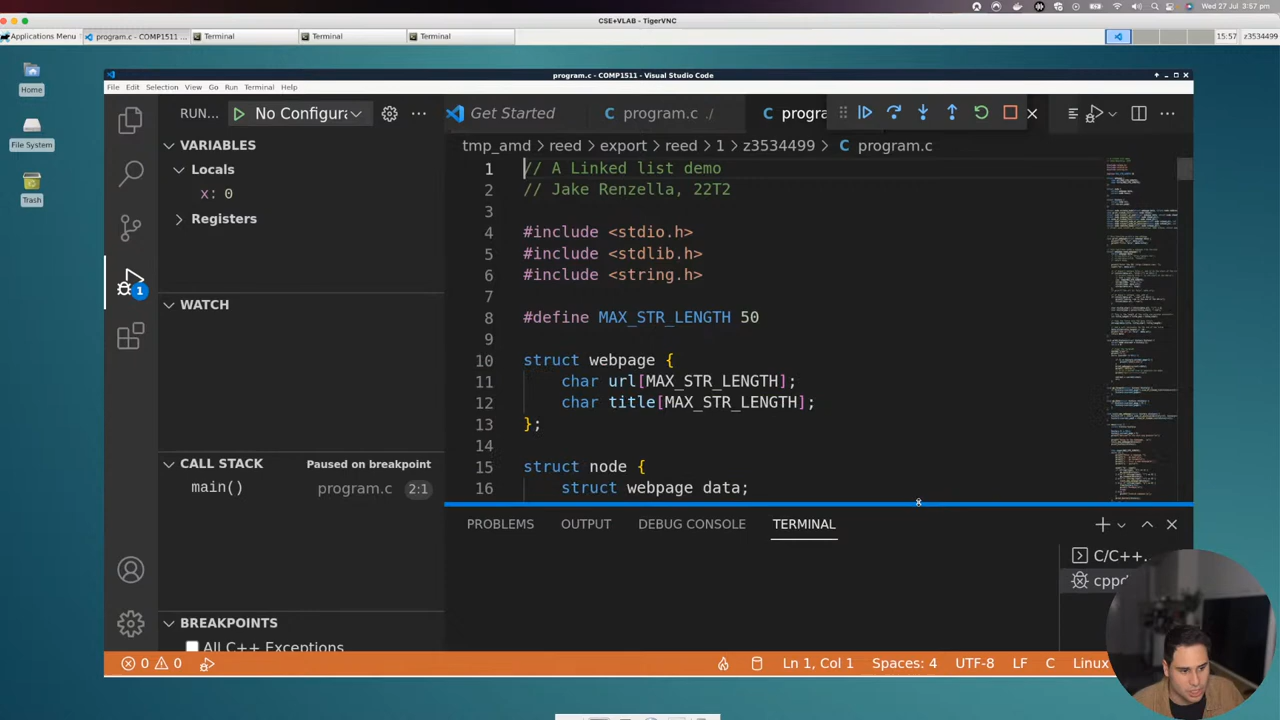 Wed 27 Jul 3:57 pm
CSE+VLAB - TigerVNC
Applications Menu
program.c - COMP1511 ...
Terminal
Terminal
Terminal
15:57
z3534499
Home
File System
Trash
program.c - COMP1511 - Visual Studio Code
File Edit Selection View Go Run Terminal Help
RUN... No Configura
Get Started
program.c ./
progra
VARIABLES
Locals
x: 0
Registers
WATCH
CALL STACK Paused on breakpoint
main() program.c 2:1
BREAKPOINTS
All C++ Exceptions
1
tmp_amd > reed > export > reed > 1 > z3534499 > program.c
1 // A Linked list demo
2 // Jake Renzella, 22T2
3
4 #include <stdio.h>
5 #include <stdlib.h>
6 #include <string.h>
7
8 #define MAX_STR_LENGTH 50
9
10 struct webpage {
11 char url[MAX_STR_LENGTH];
12 char title[MAX_STR_LENGTH];
13 };
14
15 struct node {
16 struct webpage data;
PROBLEMS OUTPUT DEBUG CONSOLE TERMINAL
C/C++...
0 0
Ln 1, Col 1 Spaces: 4 UTF-8 LF C Linux